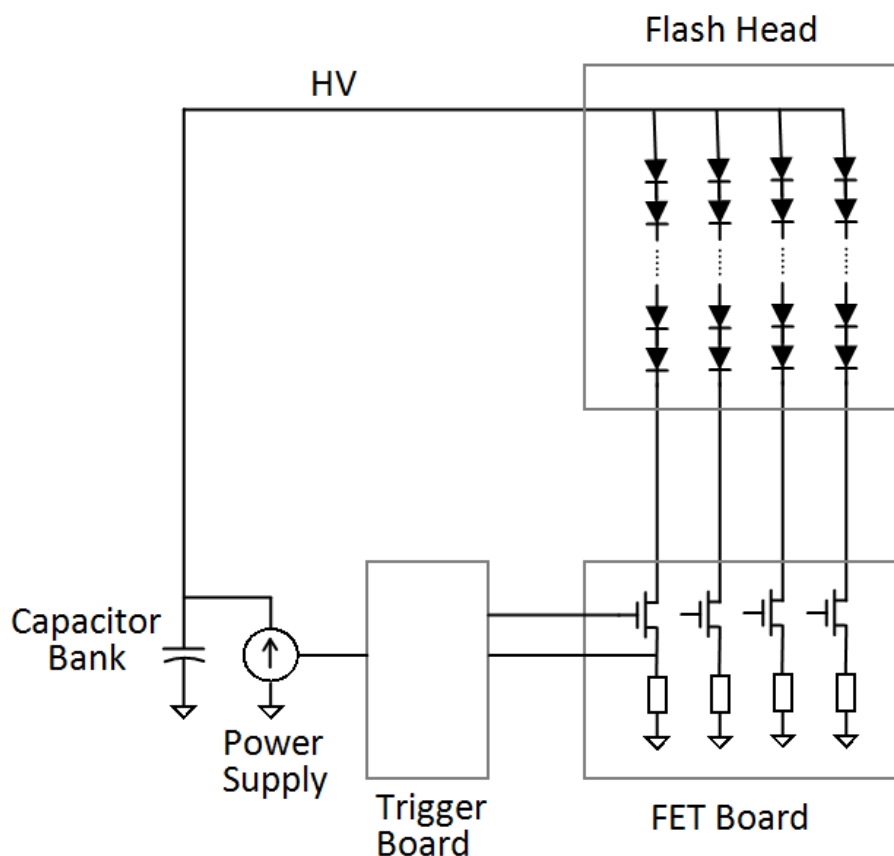 Flash Head
HV
Capacitor
Bank
Power
Supply
Trigger
Board
FET Board